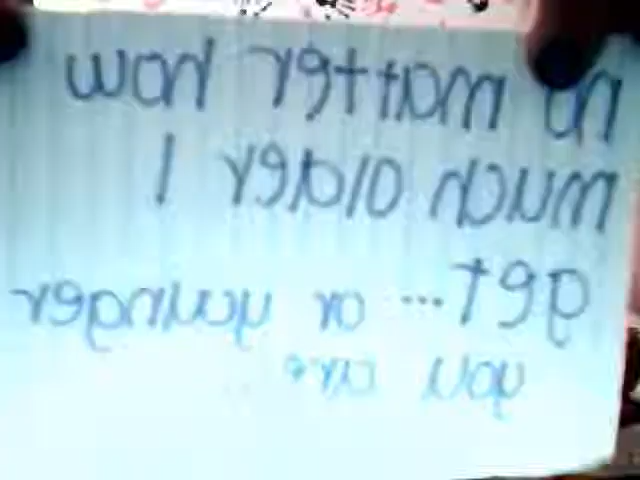 no matter how
much older I
get... or younger
you are..